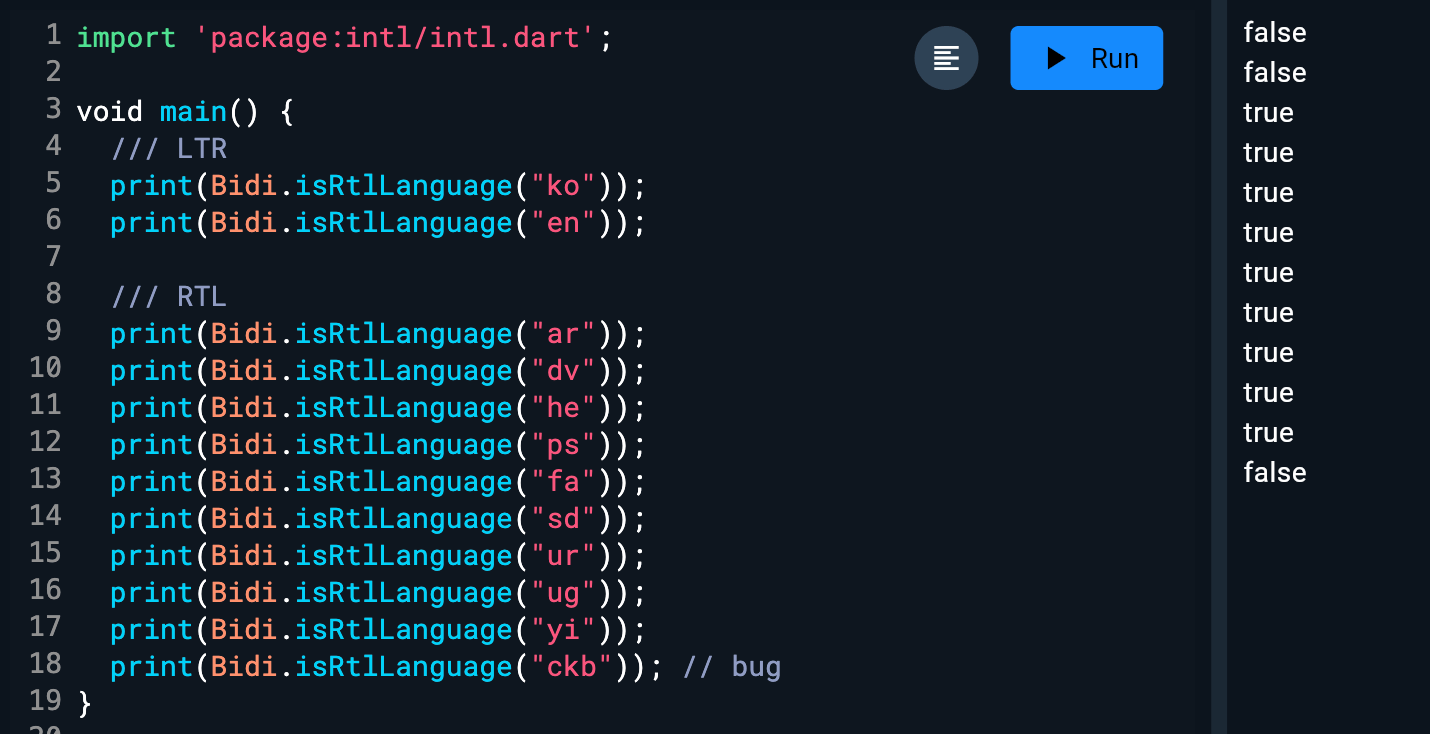 1 import 'package:intl/intl.dart';
2
3 void main() {
4 /// LTR
5 print(Bidi.isRtlLanguage("ko"));
6 print(Bidi.isRtlLanguage("en"));
7
8 /// RTL
9 print(Bidi.isRtlLanguage("ar"));
10 print(Bidi.isRtlLanguage("dv"));
11 print(Bidi.isRtlLanguage("he"));
12 print(Bidi.isRtlLanguage("ps"));
13 print(Bidi.isRtlLanguage("fa"));
14 print(Bidi.isRtlLanguage("sd"));
15 print(Bidi.isRtlLanguage("ur"));
16 print(Bidi.isRtlLanguage("ug"));
17 print(Bidi.isRtlLanguage("yi"));
18 print(Bidi.isRtlLanguage("ckb")); // bug
19 }
Run
false
false
true
true
true
true
true
true
true
true
true
false